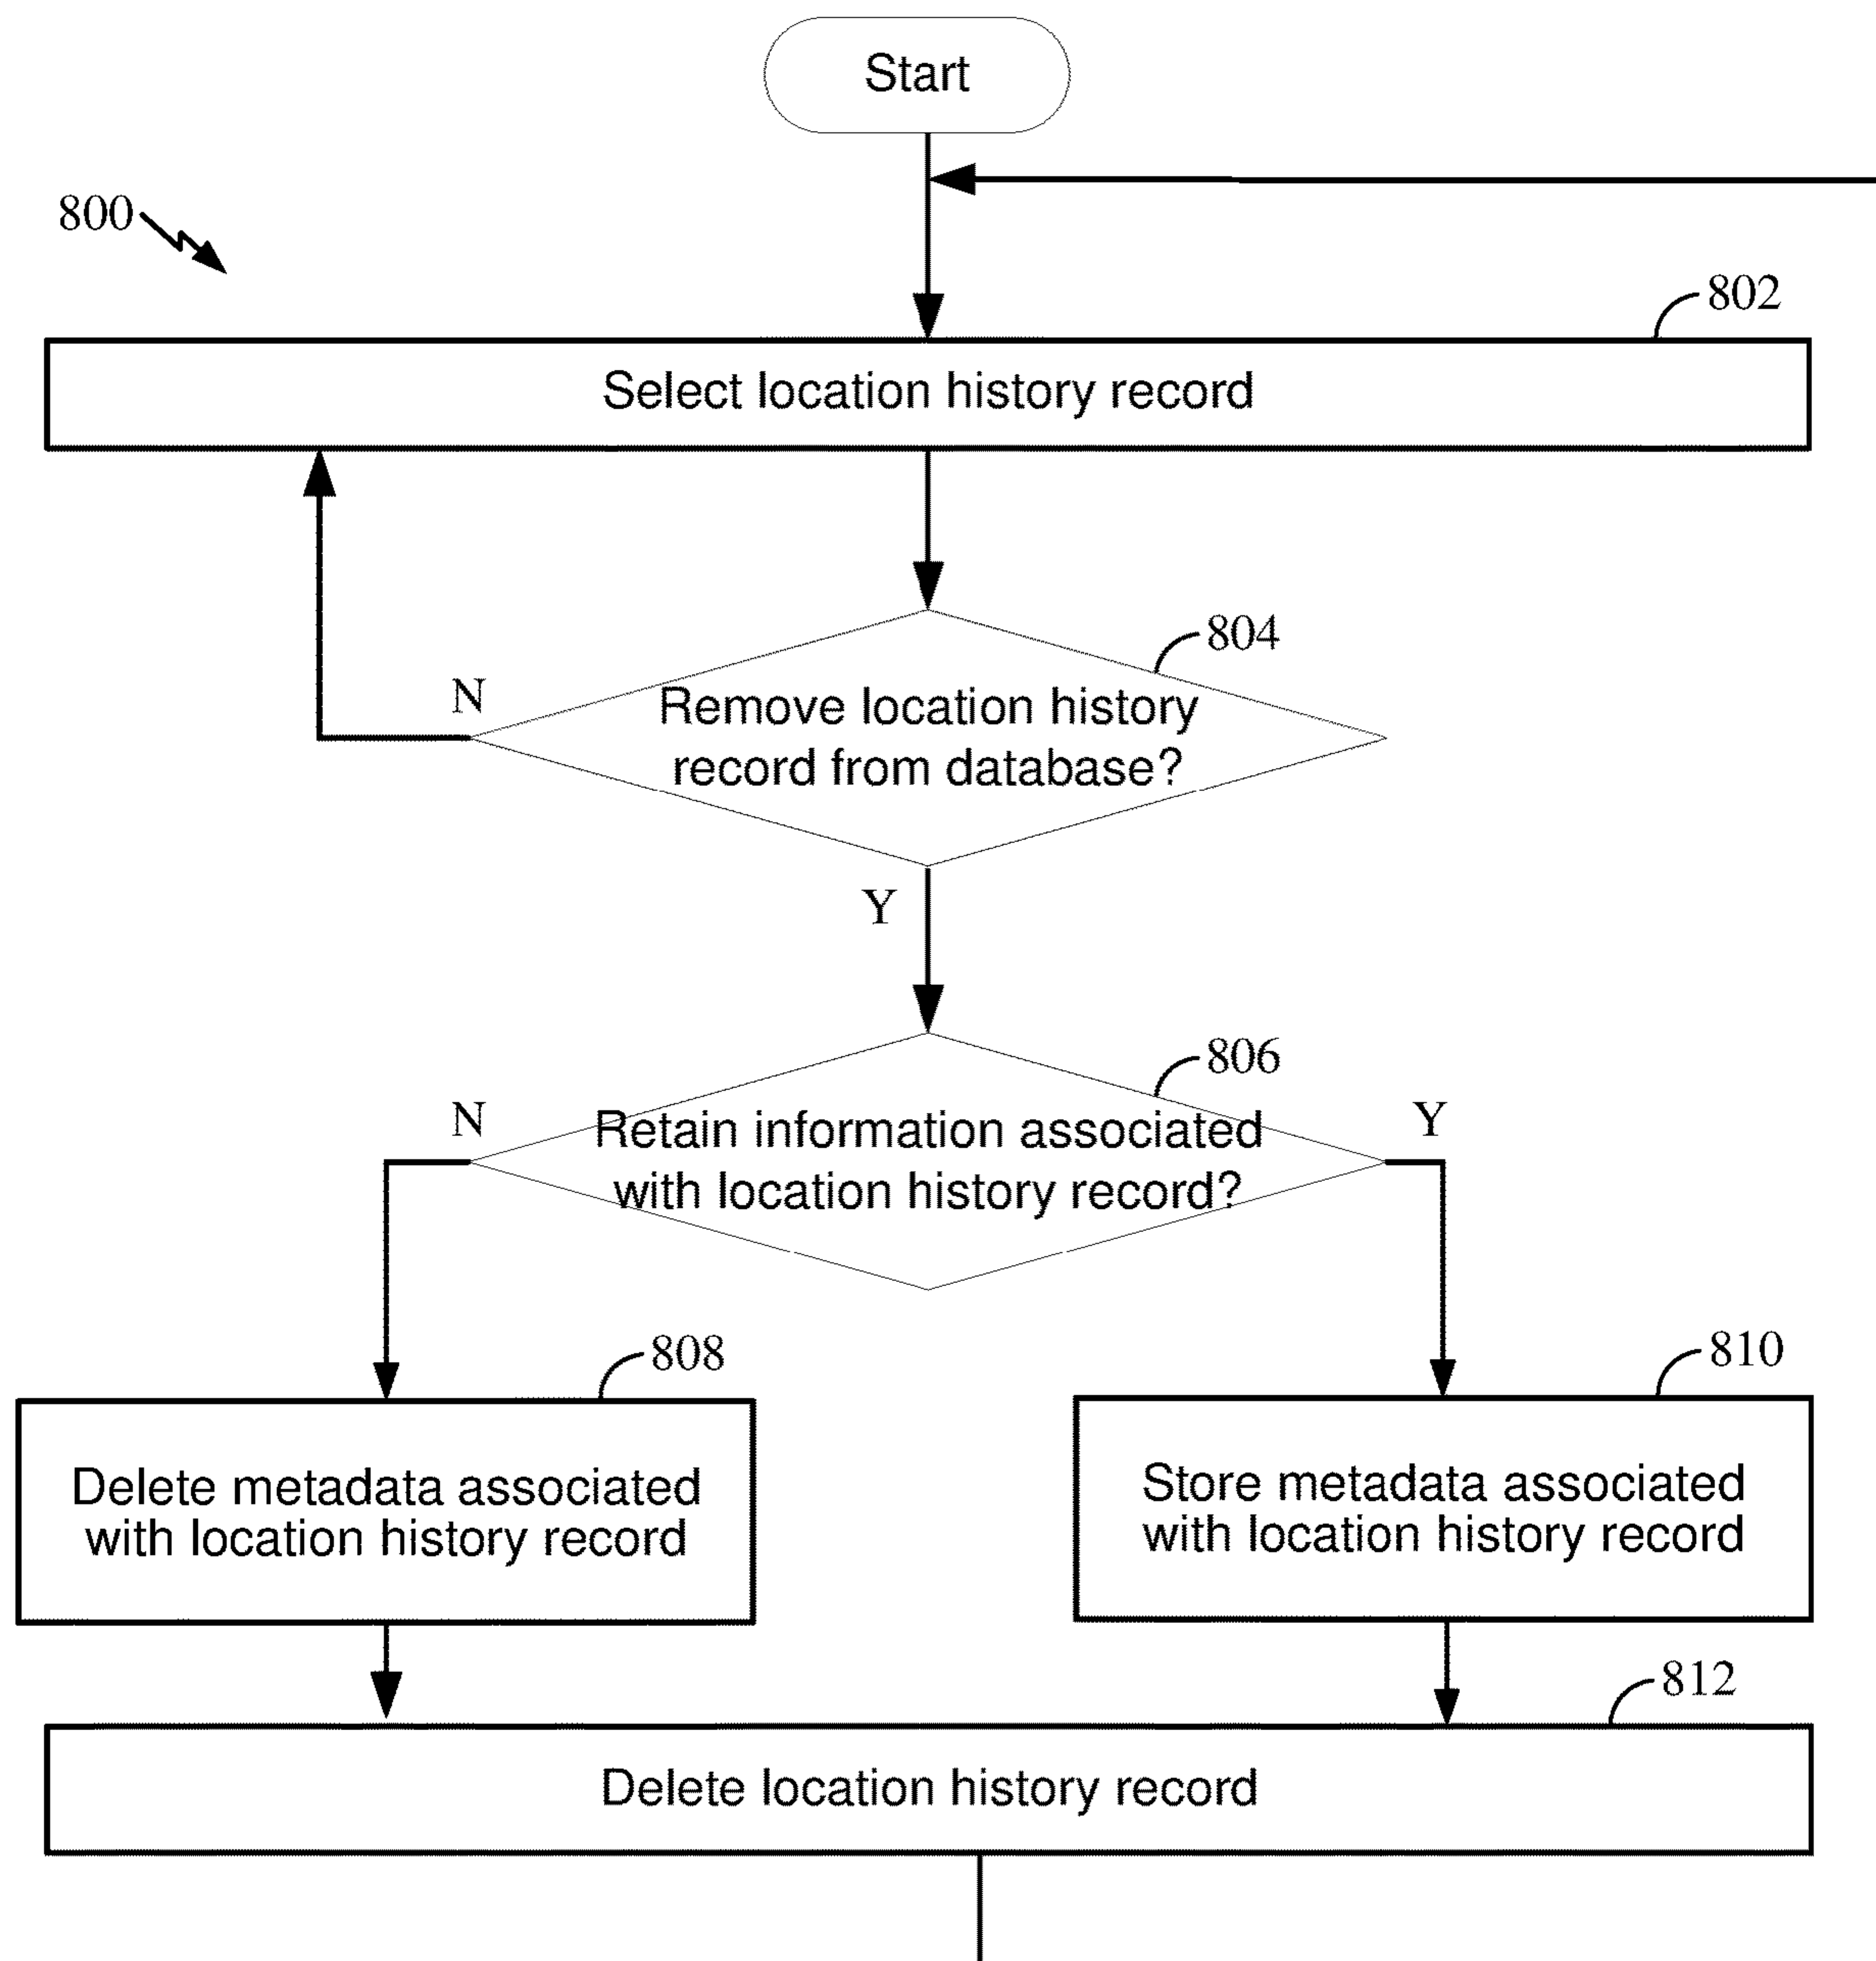 Start
800
802
Select location history record
804
N
Remove location history
record from database?
Y
806
N
Y
Retain information associated
with location history record?
808
810
Delete metadata associated
with location history record
Store metadata associated
with location history record
812
Delete location history record